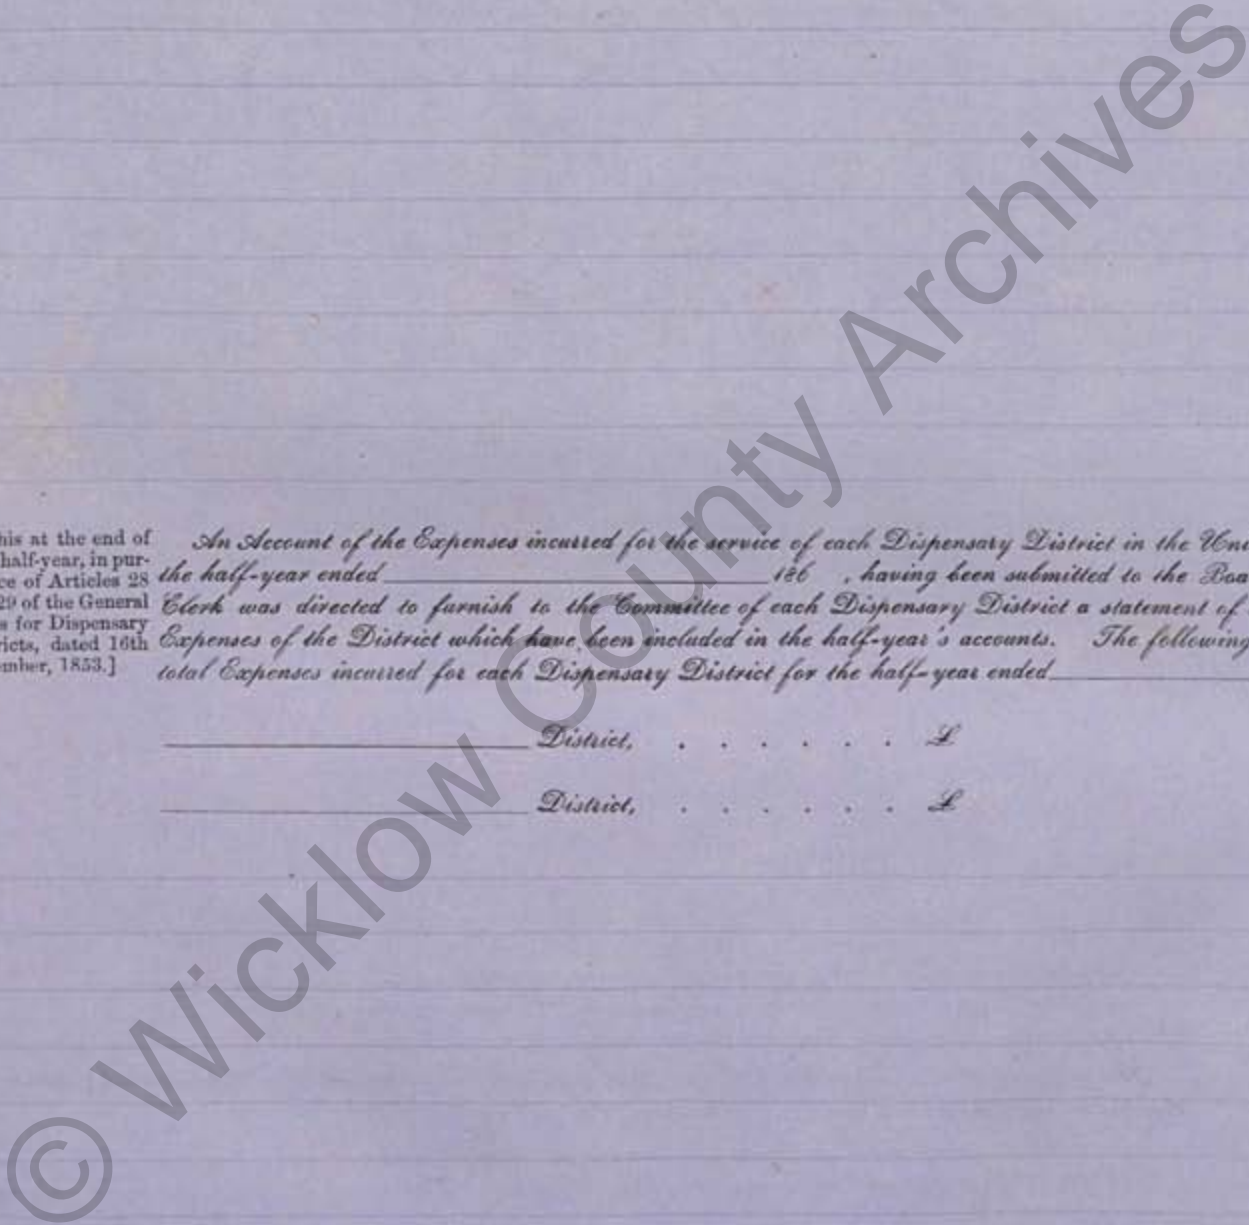 his at the end of
half-year, in pur-
ce of Articles 28
29 of the General
s for Dispensary
ricts, dated 16th
mber, 1853.]
An Account of the Expenses incurred for the service of each Dispensary District in the Uni
the half-year ended 186 , having been submitted to the Boa
Clerk was directed to furnish to the Committee of each Dispensary District a statement of
Expenses of the District which have been included in the half-year's accounts. The following
total Expenses incurred for each Dispensary District for the half-year ended
District, . . . . . . £
District, . . . . . . £
© Wicklow County Archives